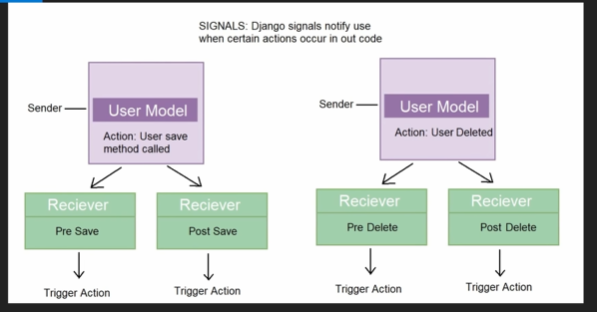 SIGNALS: Django signals notify use
when certain actions occur in out code
Sender
User Model
Action: User save
method called
Sender
User Model
Action: User Deleted
Reciever
Pre Save
Reciever
Post Save
Reciever
Pre Delete
Reciever
Post Delete
Trigger Action
Trigger Action
Trigger Action
Trigger Action